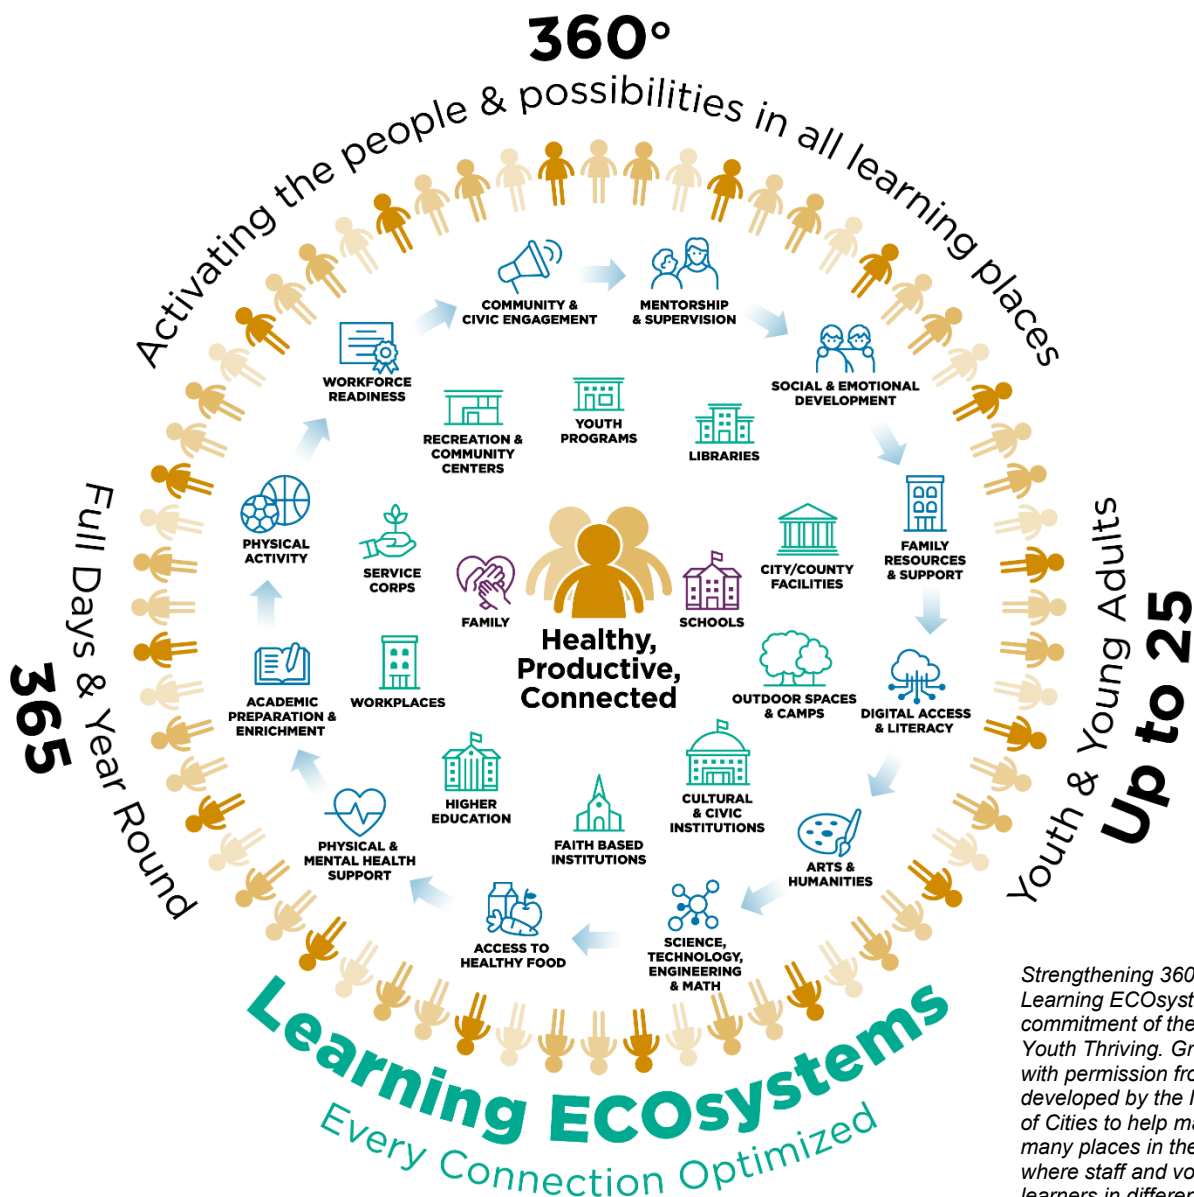 360°
Activating the people & possibilities in all learning places
COMMUNITY &
CIVIC ENGAGEMENT
MENTORSHIP
& SUPERVISION
WORKFORCE
READINESS
SOCIAL & EMOTIONAL
DEVELOPMENT
RECREATION &
COMMUNITY
CENTERS
YOUTH
PROGRAMS
LIBRARIES
PHYSICAL
ACTIVITY
SERVICE
CORPS
FAMILY
SCHOOLS
CITY/COUNTY
FACILITIES
FAMILY
RESOURCES
& SUPPORT
Healthy,
Productive,
Connected
ACADEMIC
PREPARATION &
ENRICHMENT
WORKPLACES
OUTDOOR SPACES
& CAMPS
DIGITAL ACCESS
& LITERACY
HIGHER
EDUCATION
FAITH BASED
INSTITUTIONS
CULTURAL
& CIVIC
INSTITUTIONS
PHYSICAL &
MENTAL HEALTH
SUPPORT
ARTS &
HUMANITIES
ACCESS TO
HEALTHY FOOD
SCIENCE,
TECHNOLOGY,
ENGINEERING
& MATH
Full Days & Year Round
365
Youth & Young Adults
Up to 25
Learning ECOsystems
Every Connection Optimized
Strengthening 360
Learning
commitment of the
Youth Thriving.
with permission
developed by the
of Cities to help
many places in the
where staff and
learners in